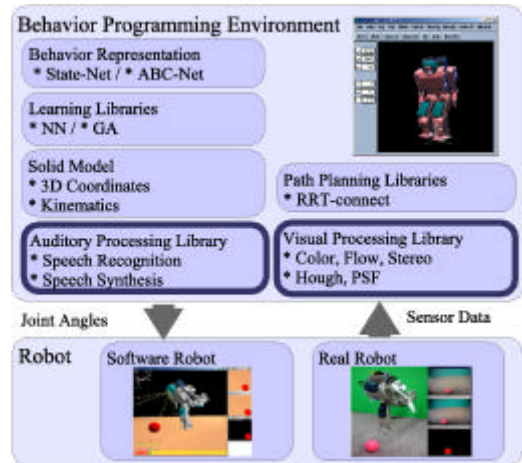 Behavior Programming Environment
Behavior Representation
* State-Net / * ABC-Net
Learning Libraries
* NN / * GA
Solid Model
* 3D Coordinates
* Kinematics
Path Planning Libraries
* RRT-connect
Auditory Processing Library
* Speech Recognition
* Speech Synthesis
Visual Processing Library
* Color, Flow, Stereo
* Hough, PSF
Joint Angles
Sensor Data
Robot
Software Robot
Real Robot